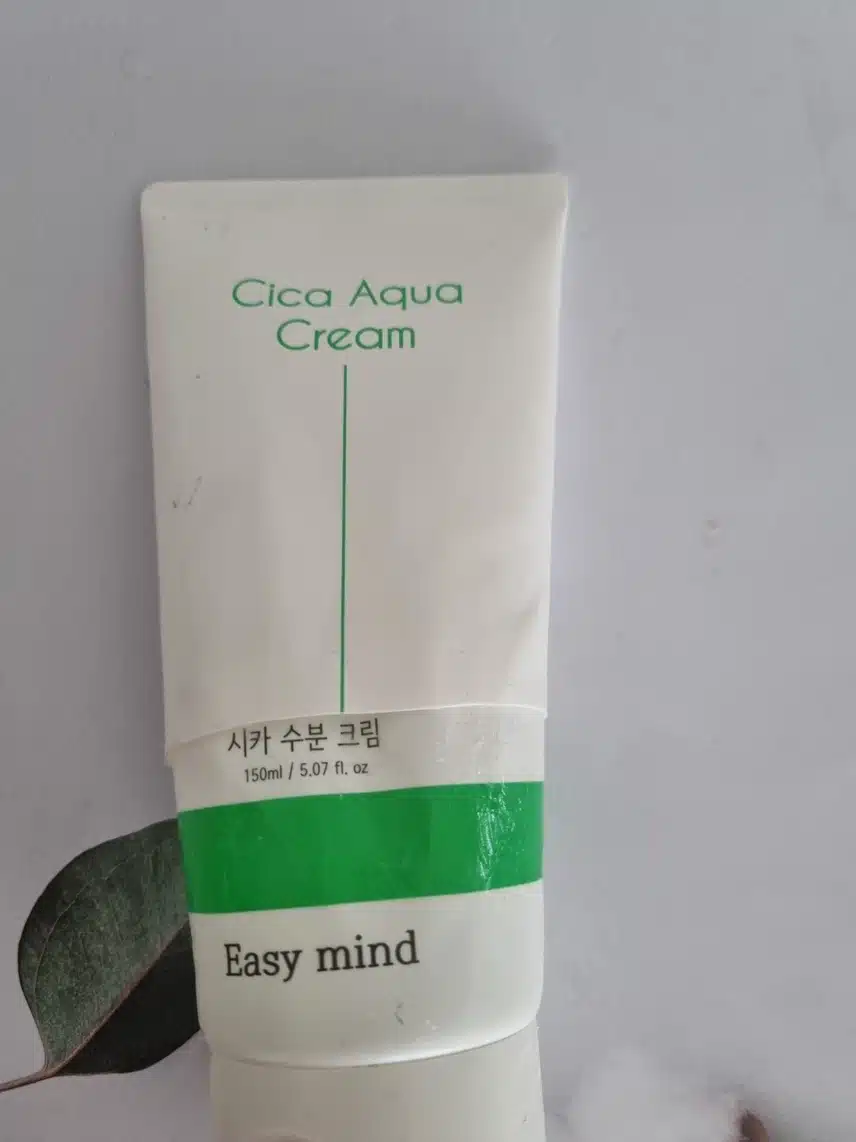 Cica Aqua
Cream
시카 수분 크림
150ml / 5.07 fl. oz
Easy mind